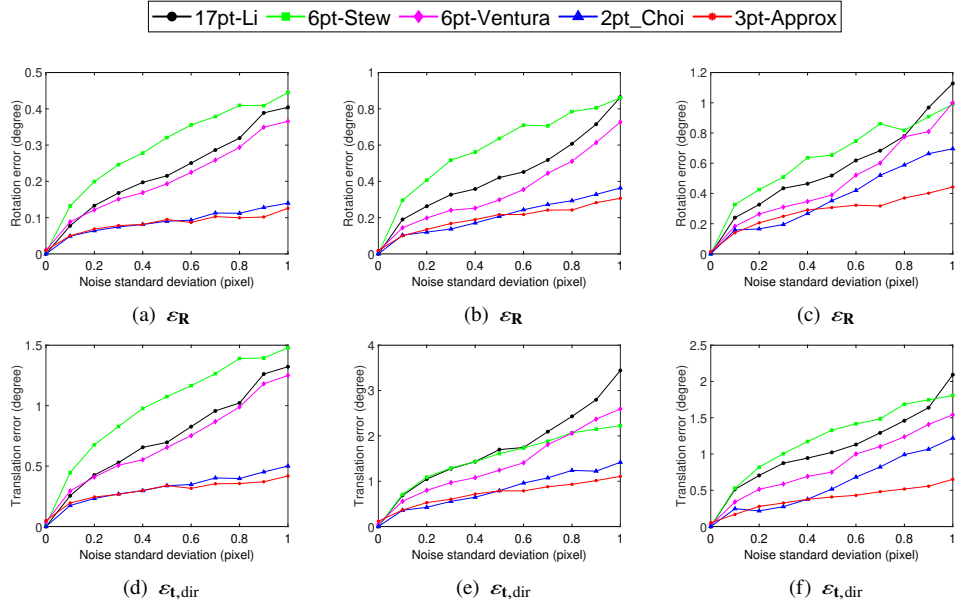 17pt-Li 6pt-Stew 6pt-Ventura 2pt_Choi 3pt-Approx
Rotation error (degree)
0 0.1 0.2 0.3 0.4 0.5
0 0.2 0.4 0.6 0.8 1
Noise standard deviation (pixel)
(a) εR
Rotation error (degree)
0 0.2 0.4 0.6 0.8 1
0 0.2 0.4 0.6 0.8 1
Noise standard deviation (pixel)
(b) εR
Rotation error (degree)
0 0.2 0.4 0.6 0.8 1 1.2
0 0.2 0.4 0.6 0.8 1
Noise standard deviation (pixel)
(c) εR
Translation error (degree)
0 0.5 1 1.5
0 0.2 0.4 0.6 0.8 1
Noise standard deviation (pixel)
(d) εt,dir
Translation error (degree)
0 1 2 3 4
0 0.2 0.4 0.6 0.8 1
Noise standard deviation (pixel)
(e) εt,dir
Translation error (degree)
0 0.5 1 1.5 2 2.5
0 0.2 0.4 0.6 0.8 1
Noise standard deviation (pixel)
(f) εt,dir